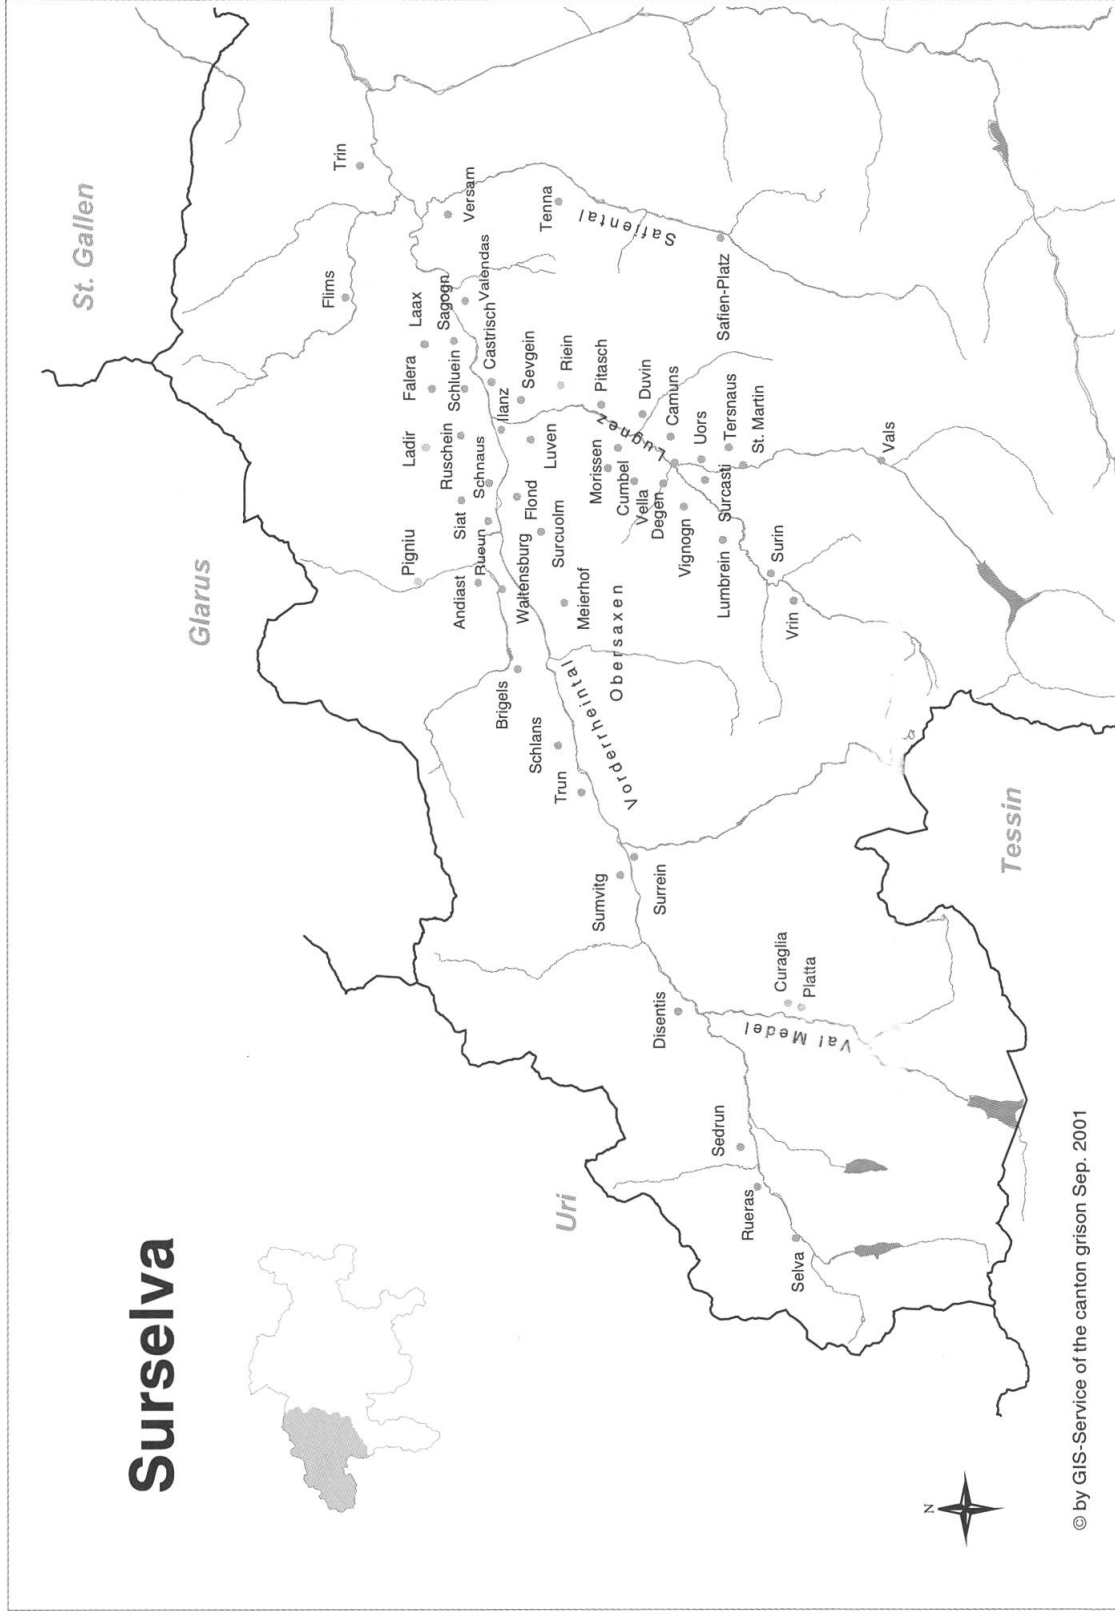 Surselva
St. Gallen
Glarus
Uri
Tessin
Trin
Flims
Versam
Tenna
Safiental
Safien-Platz
Laax
Sagogn
Valendas
Falera
Schluein
Castrisch
Ladir
Ruschein
Schnaus
Ilanz
Sevgein
Riein
Pitasch
Duvin
Camuns
Uors
Tersnaus
St. Martin
Luven
Lugnez
Morissen
Cumbel
Vella
Degen
Vignogn
Surcasti
Lumbrein
Surin
Vrin
Vals
Pigniu
Siat
Rueun
Andiast
Waltensburg
Flond
Surcuolm
Meierhof
Obersaxen
Brigels
Schlans
Trun
Vorderrheintal
Sumvitg
Surrein
Disentis
Curaglia
Platta
Val Medel
Sedrun
Rueras
Selva
N
© by GIS-Service of the canton grison Sep. 2001